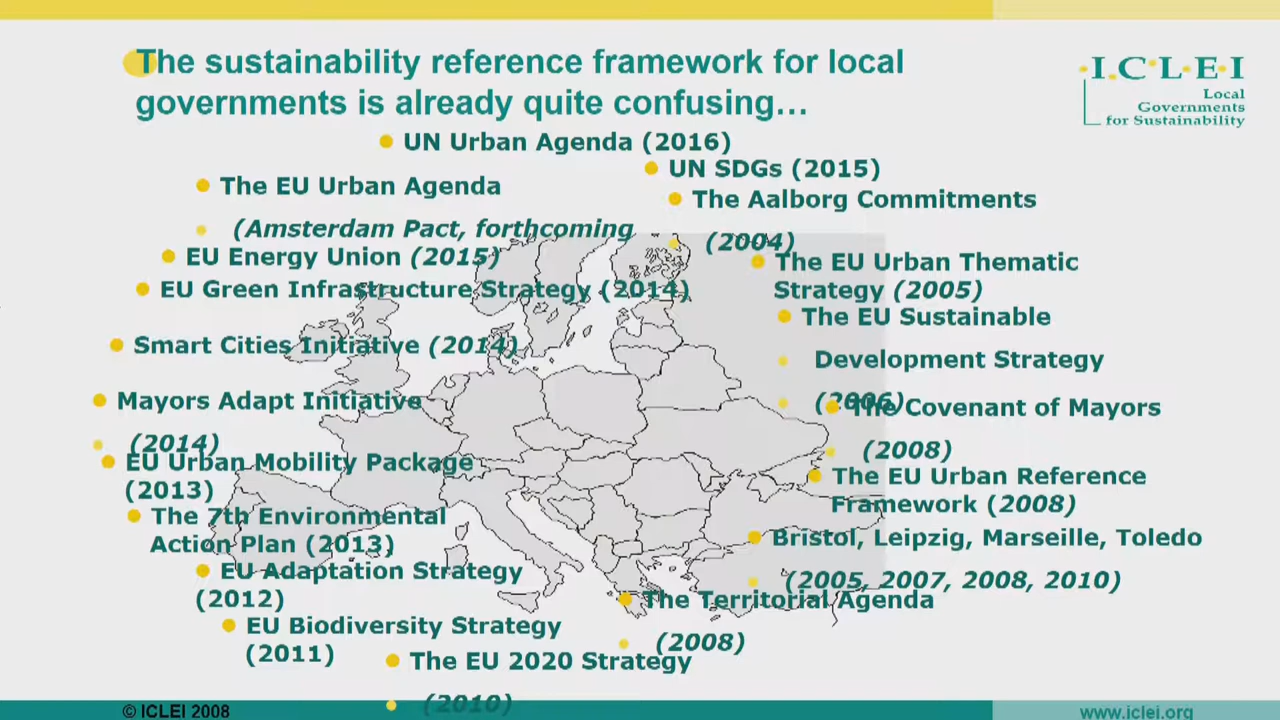 The sustainability reference framework for local
governments is already quite confusing…
I.C.L.E.I
Local
Governments
for Sustainability
UN Urban Agenda (2016)
UN SDGs (2015)
The EU Urban Agenda
(Amsterdam Pact, forthcoming
The Aalborg Commitments
(2004)
EU Energy Union (2015)
The EU Urban Thematic
Strategy (2005)
EU Green Infrastructure Strategy (2014)
The EU Sustainable
Development Strategy
(2006)
Smart Cities Initiative (2014)
Mayors Adapt Initiative
(2014)
The Covenant of Mayors
(2008)
EU Urban Mobility Package
(2013)
The EU Urban Reference
Framework (2008)
The 7th Environmental
Action Plan (2013)
Bristol, Leipzig, Marseille, Toledo
(2005, 2007, 2008, 2010)
EU Adaptation Strategy
(2012)
The Territorial Agenda
(2008)
EU Biodiversity Strategy
(2011)
The EU 2020 Strategy
(2010)
© ICLEI 2008
www.iclei.org